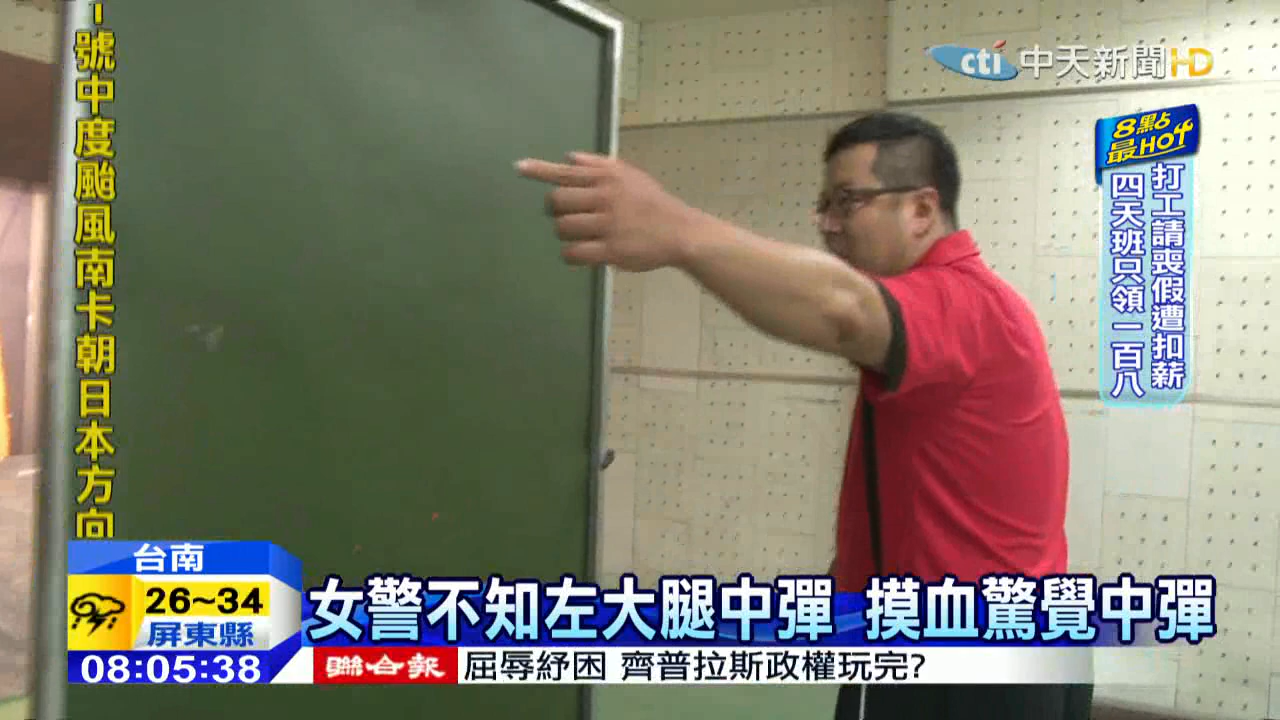 號中度颱風南卡朝日本方向
cti 中天新聞HD
8點
最HOT
打工請喪假遭扣薪
四天班只領一百八
台南
26~34
屏東縣
08:05:38
女警不知左大腿中彈 摸血驚覺中彈
聯合報 屈辱紓困 齊普拉斯政權玩完?